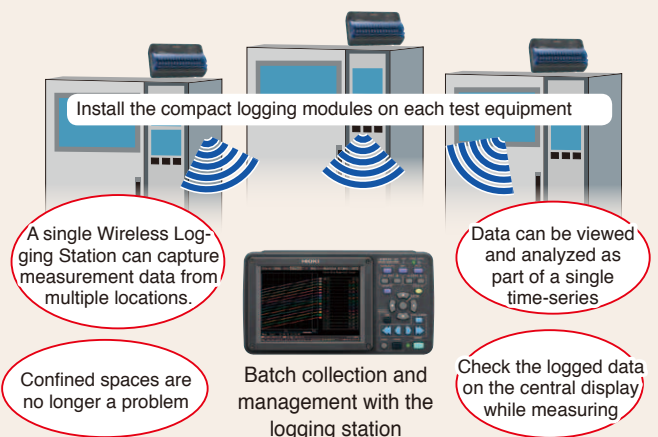 Install the compact logging modules on each test equipment
A single Wireless Log-
ging Station can capture
measurement data from
multiple locations.
Data can be viewed
and analyzed as
part of a single
time-series
HIOKI
Confined spaces are
no longer a problem
Batch collection and
management with the
logging station
Check the logged data
on the central display
while measuring